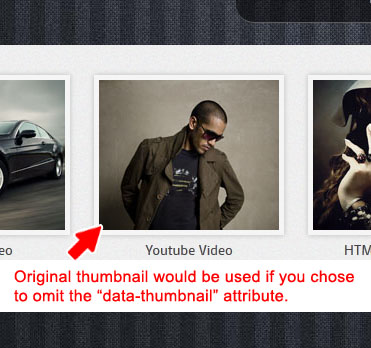 eo
Youtube Video
HTM
Original thumbnail would be used if you chose
to omit the “data-thumbnail” attribute.